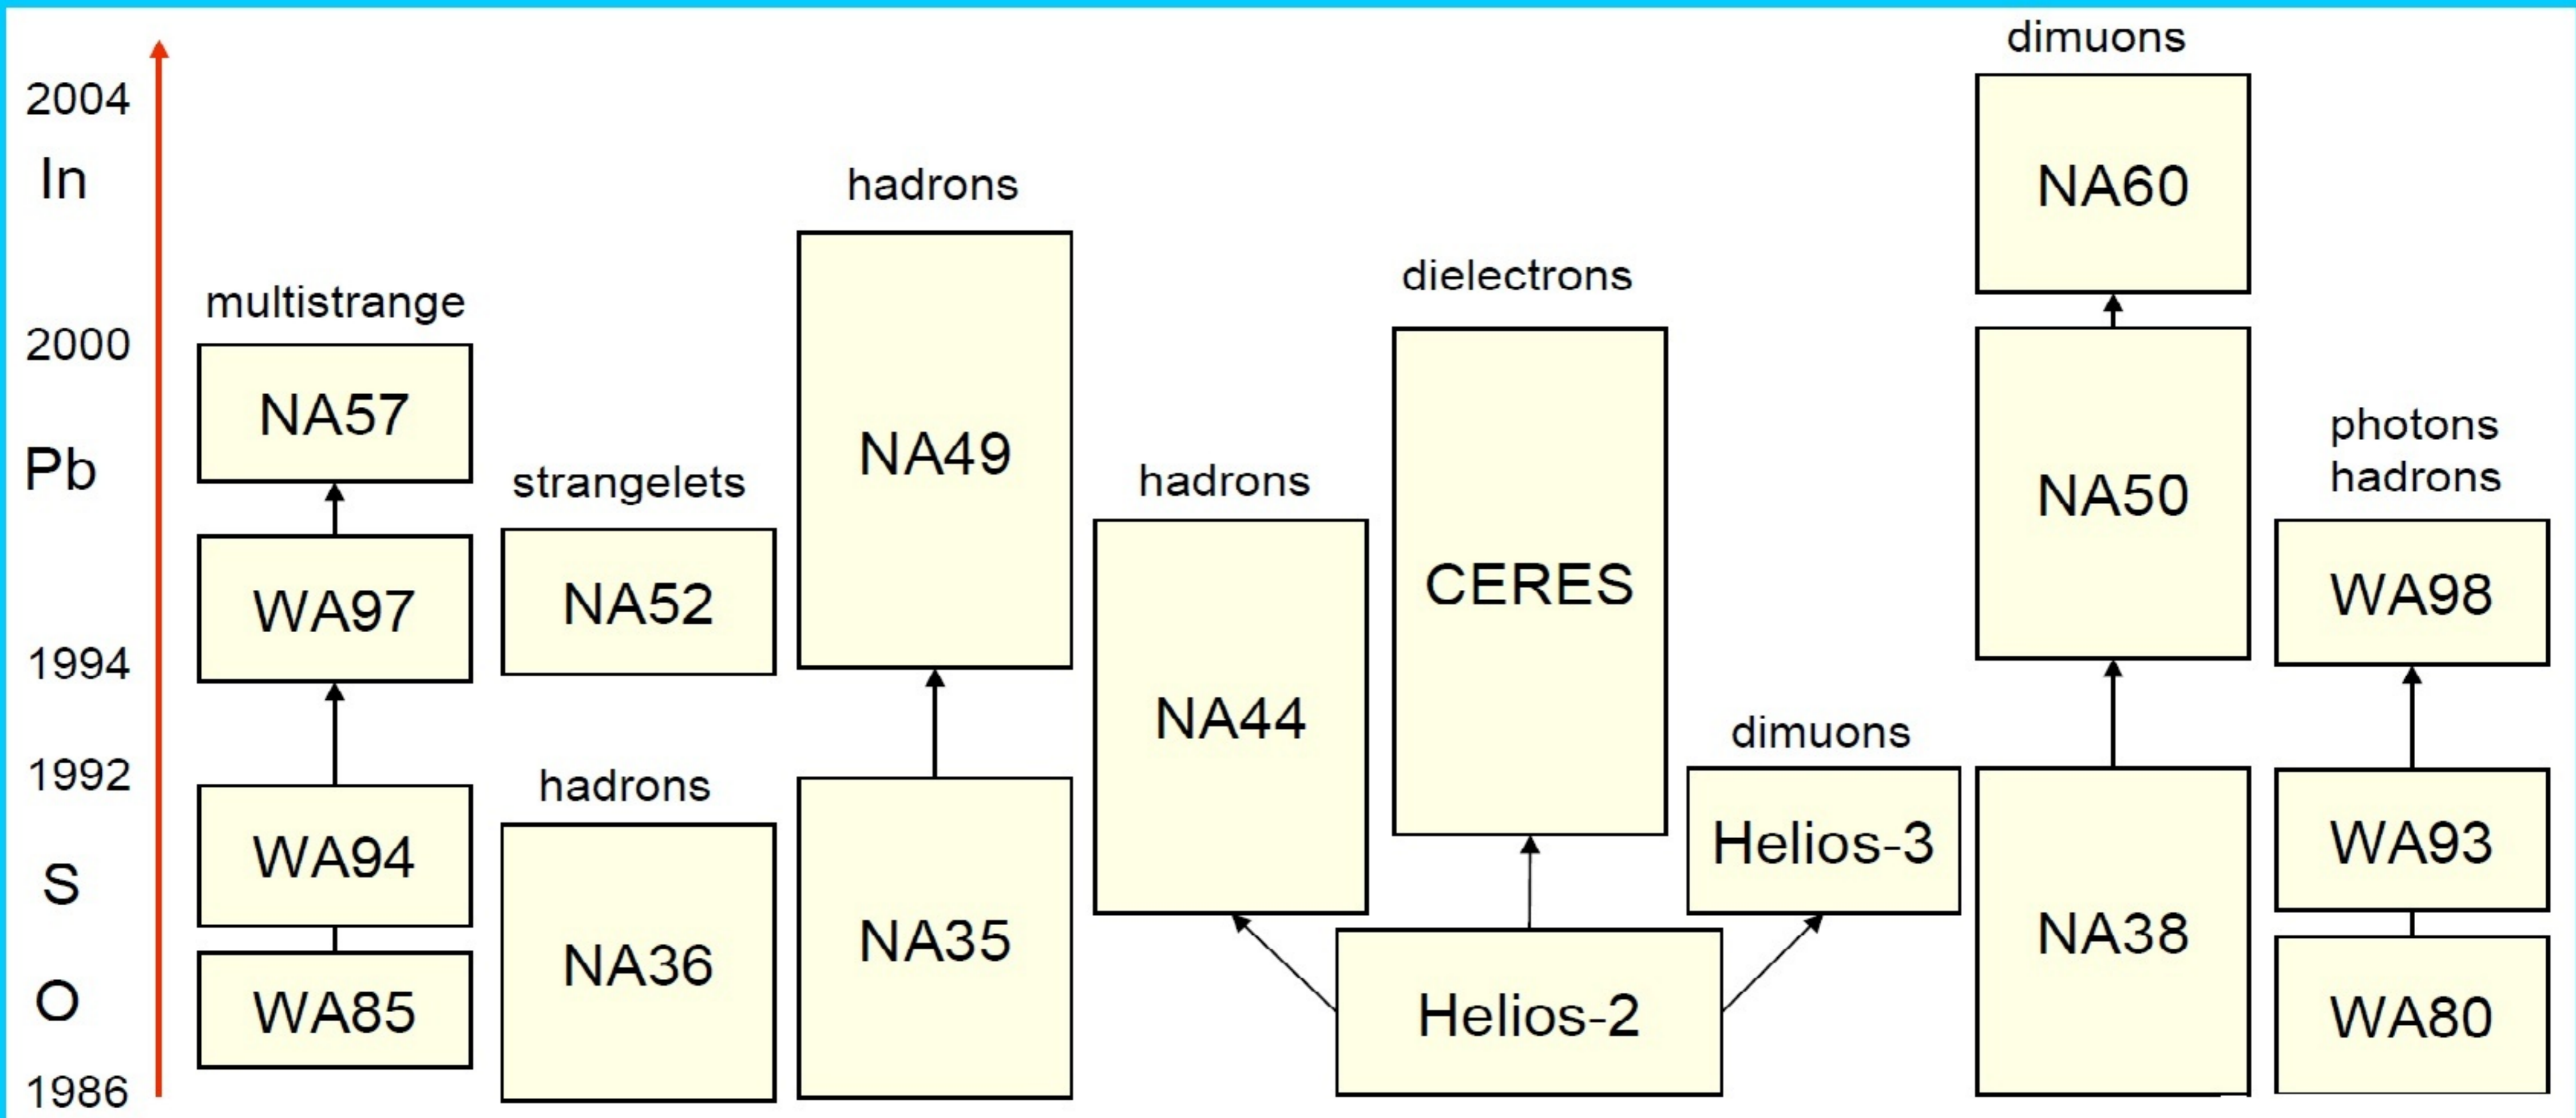 dimuons
2004
In
NA60
hadrons
dielectrons
multistrange
2000
NA57
Pb
strangelets
NA49
hadrons
NA50
photons
hadrons
WA97
NA52
CERES
WA98
1994
NA44
dimuons
1992
hadrons
WA94
Helios-3
WA93
S
NA36
NA35
NA38
O
WA85
Helios-2
WA80
1986